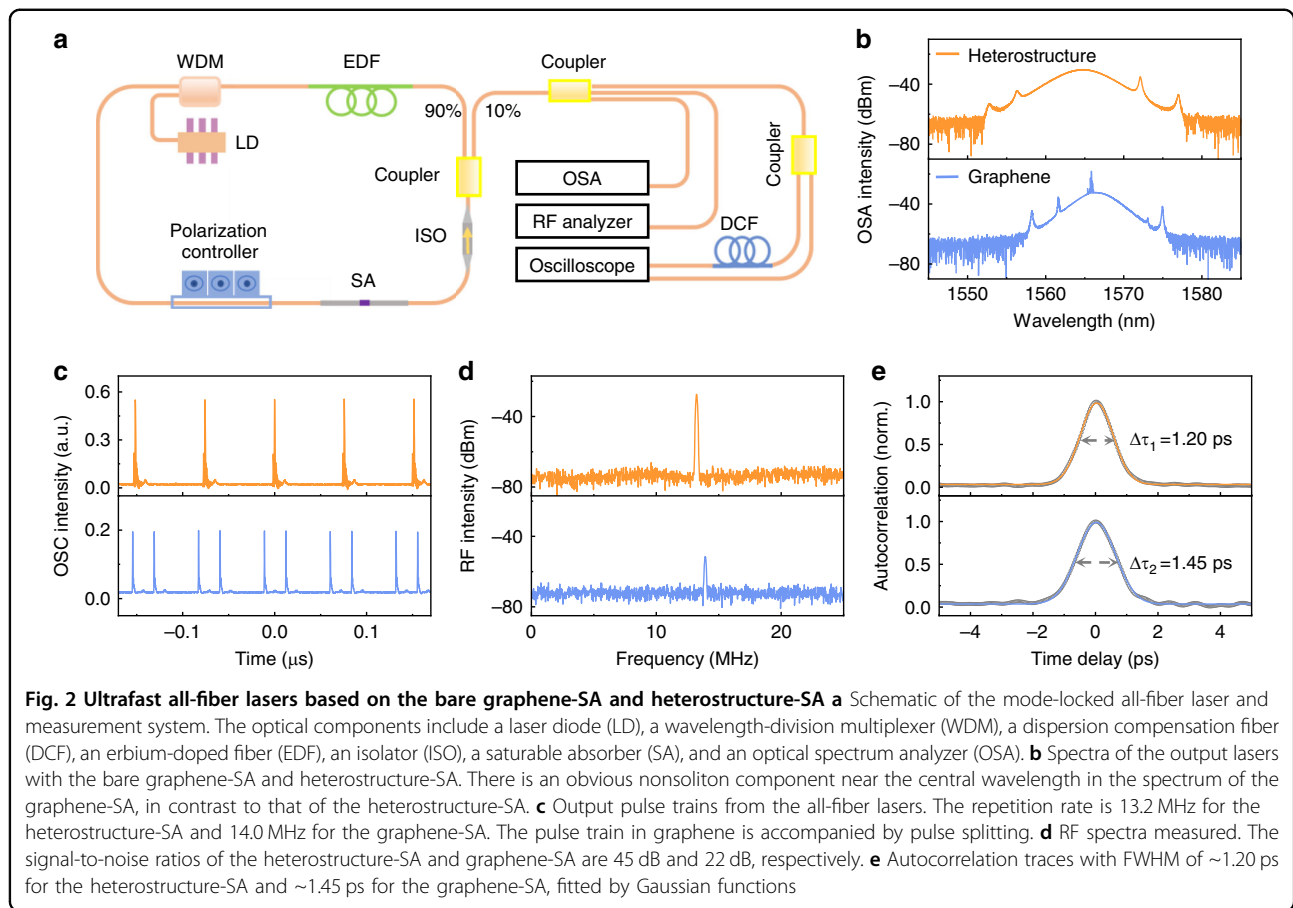 a
WDM
EDF
Coupler
90%
10%
LD
Coupler
Coupler
OSA
RF analyzer
Oscilloscope
DCF
ISO
Polarization
controller
SA
b
Heterostructure
Graphene
−40
−80
−40
−80
OSA intensity (dBm)
1550
1560
1570
1580
Wavelength (nm)
c
0.6
0.3
0.0
0.2
0.0
OSC intensity (a.u.)
−0.1
0.0
0.1
Time (μs)
d
−40
−80
−40
−80
RF intensity (dBm)
0
10
20
Frequency (MHz)
e
1.0
0.5
0.0
1.0
0.5
0.0
Autocorrelation (norm.)
Δτ1=1.20 ps
Δτ2=1.45 ps
−4
−2
0
2
4
Time delay (ps)
Fig. 2 Ultrafast all-fiber lasers based on the bare graphene-SA and heterostructure-SA a Schematic of the mode-locked all-fiber laser and
measurement system. The optical components include a laser diode (LD), a wavelength-division multiplexer (WDM), a dispersion compensation fiber
(DCF), an erbium-doped fiber (EDF), an isolator (ISO), a saturable absorber (SA), and an optical spectrum analyzer (OSA). b Spectra of the output lasers
with the bare graphene-SA and heterostructure-SA. There is an obvious nonsoliton component near the central wavelength in the spectrum of the
graphene-SA, in contrast to that of the heterostructure-SA. c Output pulse trains from the all-fiber lasers. The repetition rate is 13.2 MHz for the
heterostructure-SA and 14.0 MHz for the graphene-SA. The pulse train in graphene is accompanied by pulse splitting. d RF spectra measured. The
signal-to-noise ratios of the heterostructure-SA and graphene-SA are 45 dB and 22 dB, respectively. e Autocorrelation traces with FWHM of ~1.20 ps
for the heterostructure-SA and ~1.45 ps for the graphene-SA, fitted by Gaussian functions